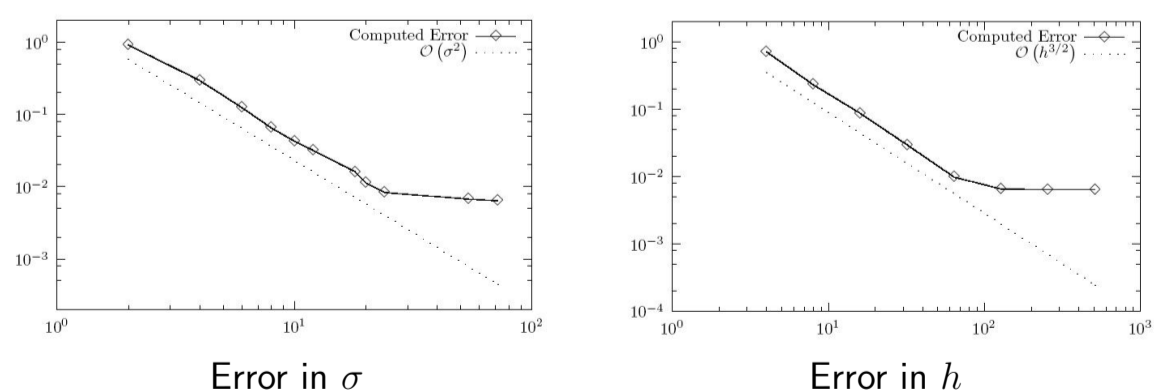 Computed Error
𝒪(σ²)
10⁰
10⁻¹
10⁻²
10⁻³
10⁰ 10¹ 10²
Error in σ
Computed Error
𝒪(h³/²)
10⁰
10⁻¹
10⁻²
10⁻³
10⁻⁴
10⁰ 10¹ 10² 10³
Error in h